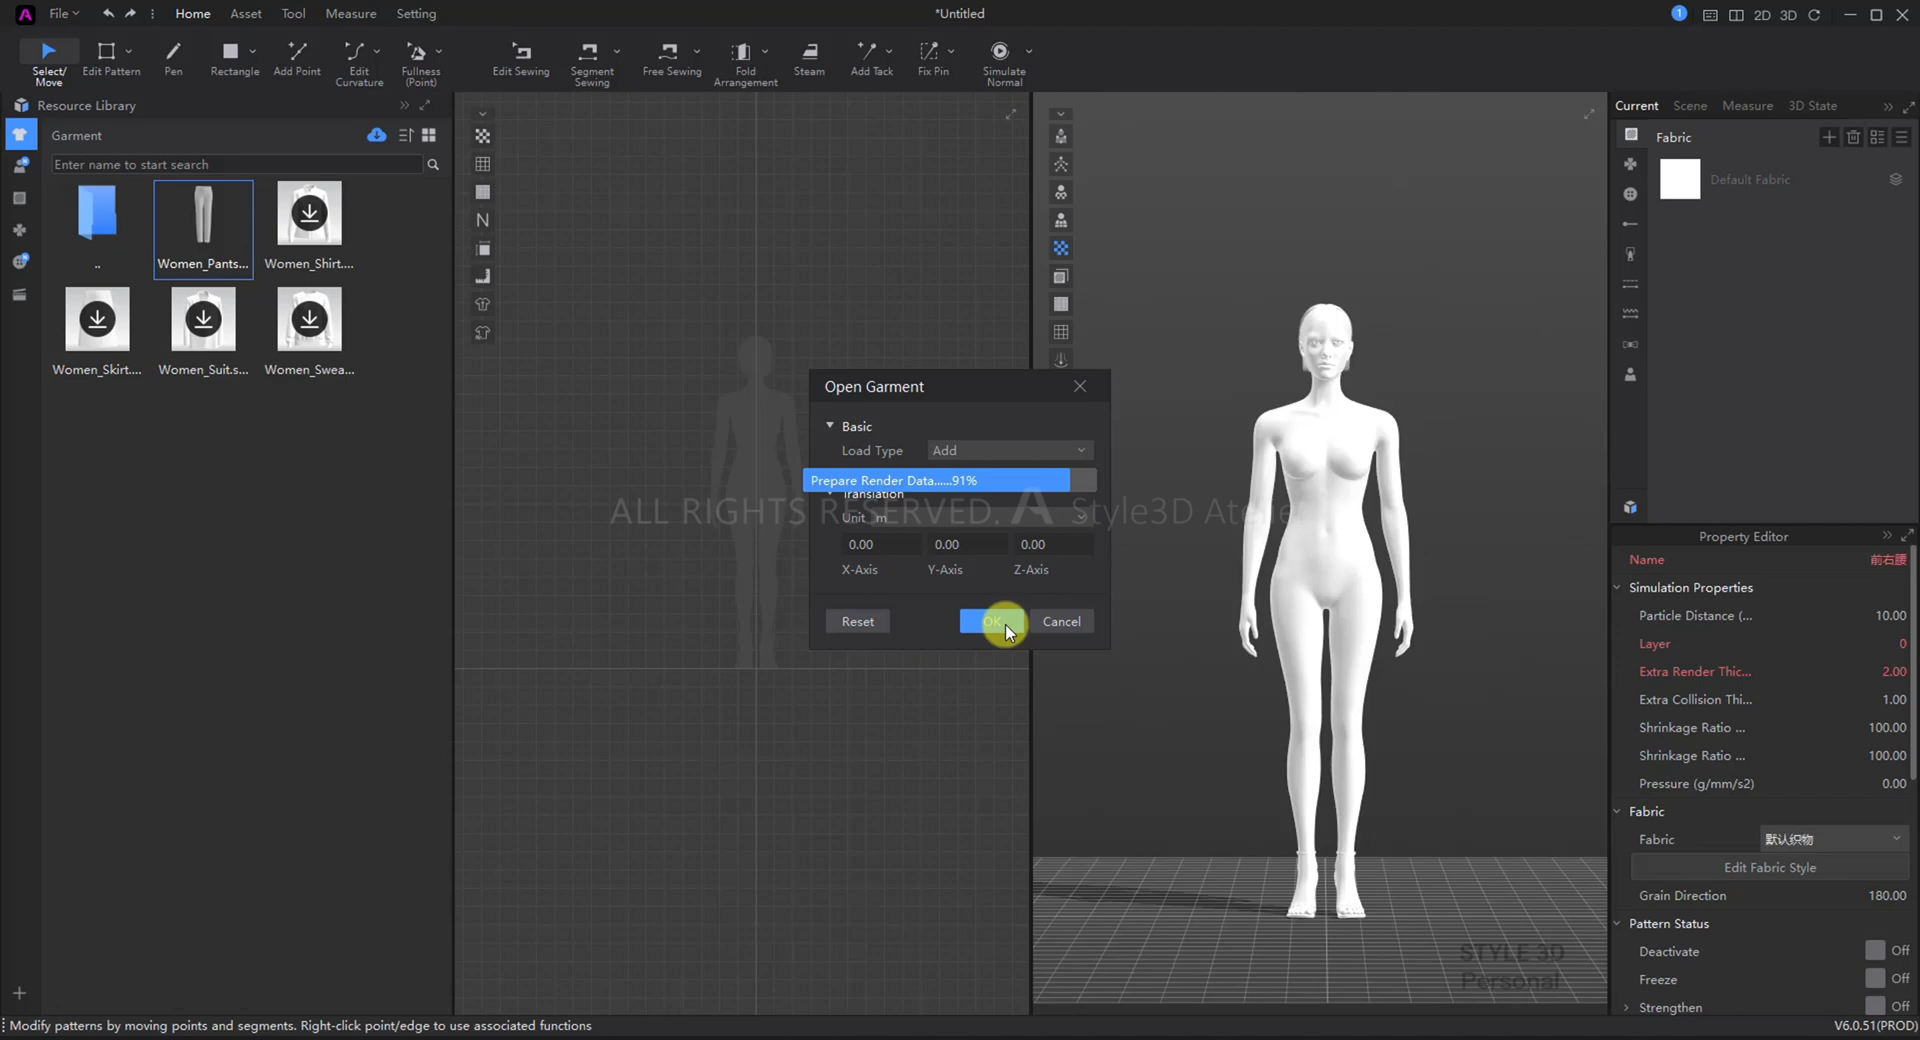 File
Home
Asset
Tool
Measure
Setting
*Untitled
1
2D
3D
Select/
Move
Edit Pattern
Pen
Rectangle
Add Point
Edit
Curvature
Fullness
(Point)
Edit Sewing
Segment
Sewing
Free Sewing
Fold
Arrangement
Steam
Add Tack
Fix Pin
Simulate
Normal
Resource Library
Garment
Enter name to start search
..
Women_Pants...
Women_Shirt....
Women_Skirt....
Women_Suit.s...
Women_Swea...
N
Open Garment
Basic
Load Type
Add
Prepare Render Data......91%
Translation
Unit
m
0.00
0.00
0.00
X-Axis
Y-Axis
Z-Axis
Reset
OK
Cancel
ALL RIGHTS RESERVED.
STYLE 3D
Personal
Current
Scene
Measure
3D State
Fabric
Default Fabric
Property Editor
Name
前右腰
Simulation Properties
Particle Distance (...
10.00
Layer
0
Extra Render Thic...
2.00
Extra Collision Thi...
1.00
Shrinkage Ratio ...
100.00
Shrinkage Ratio ...
100.00
Pressure (g/mm/s2)
0.00
Fabric
Fabric
默认织物
Edit Fabric Style
Grain Direction
180.00
Pattern Status
Deactivate
Off
Freeze
Off
Strengthen
Off
Modify patterns by moving points and segments. Right-click point/edge to use associated functions
V6.0.51(PROD)